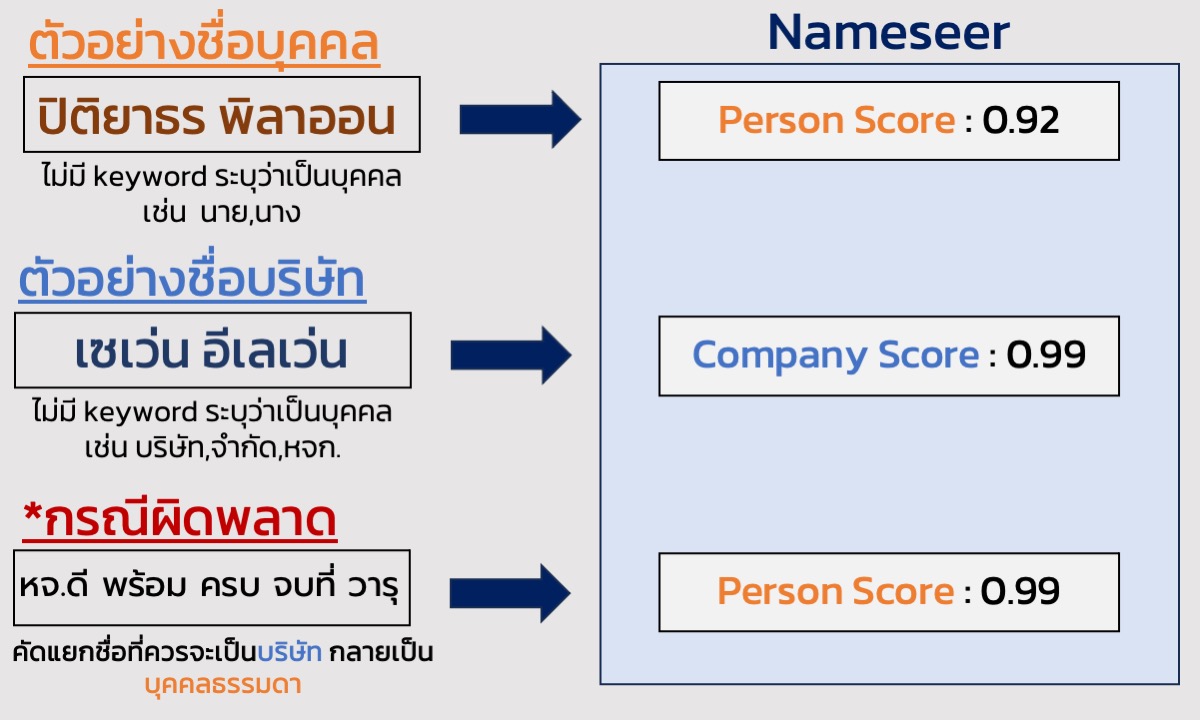 ตัวอย่างชื่อบุคคล
ปิติยาธร พิลาออน
ไม่มี keyword ระบุว่าเป็นบุคคล
เช่น นาย,นาง
ตัวอย่างชื่อบริษัท
เซเว่น อีเลเว่น
ไม่มี keyword ระบุว่าเป็นบุคคล
เช่น บริษัท,จำกัด,หจก.
*กรณีผิดพลาด
หจ.ดี พร้อม ครบ จบที่ วารุ
คัดแยกชื่อที่ควรจะเป็นบริษัท กลายเป็น
บุคคลธรรมดา
Nameseer
Person Score : 0.92
Company Score : 0.99
Person Score : 0.99